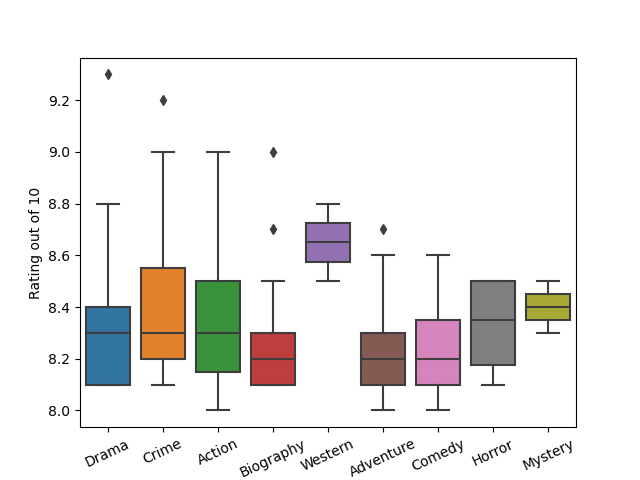 Rating out of 10
9.2
9.0
8.8
8.6
8.4
8.2
8.0
Drama
Crime
Action
Biography
Western
Adventure
Comedy
Horror
Mystery